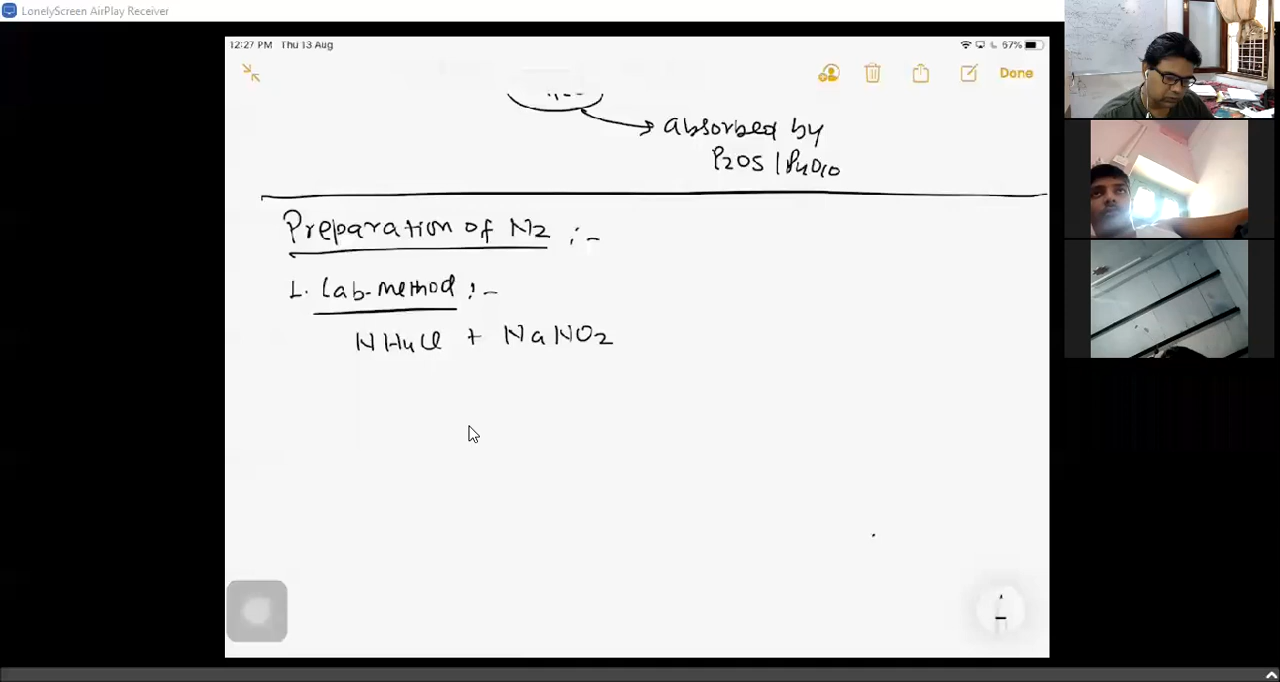 LonelyScreen AirPlay Receiver
12:27 PM Thu 13 Aug
67%
Done
absorbed by
P2O5 | P4O10
Preparation of N2 :-
1. Lab-method :-
NH4Cl + NaNO2